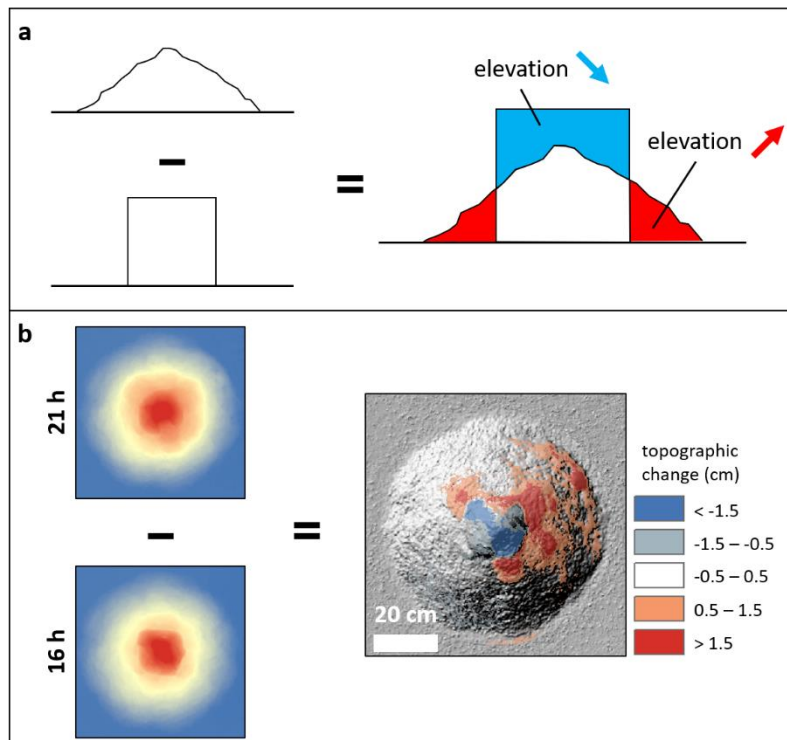 a
elevation
elevation
b
21 h
16 h
20 cm
topographic
change (cm)
< -1.5
-1.5 – -0.5
-0.5 – 0.5
0.5 – 1.5
> 1.5